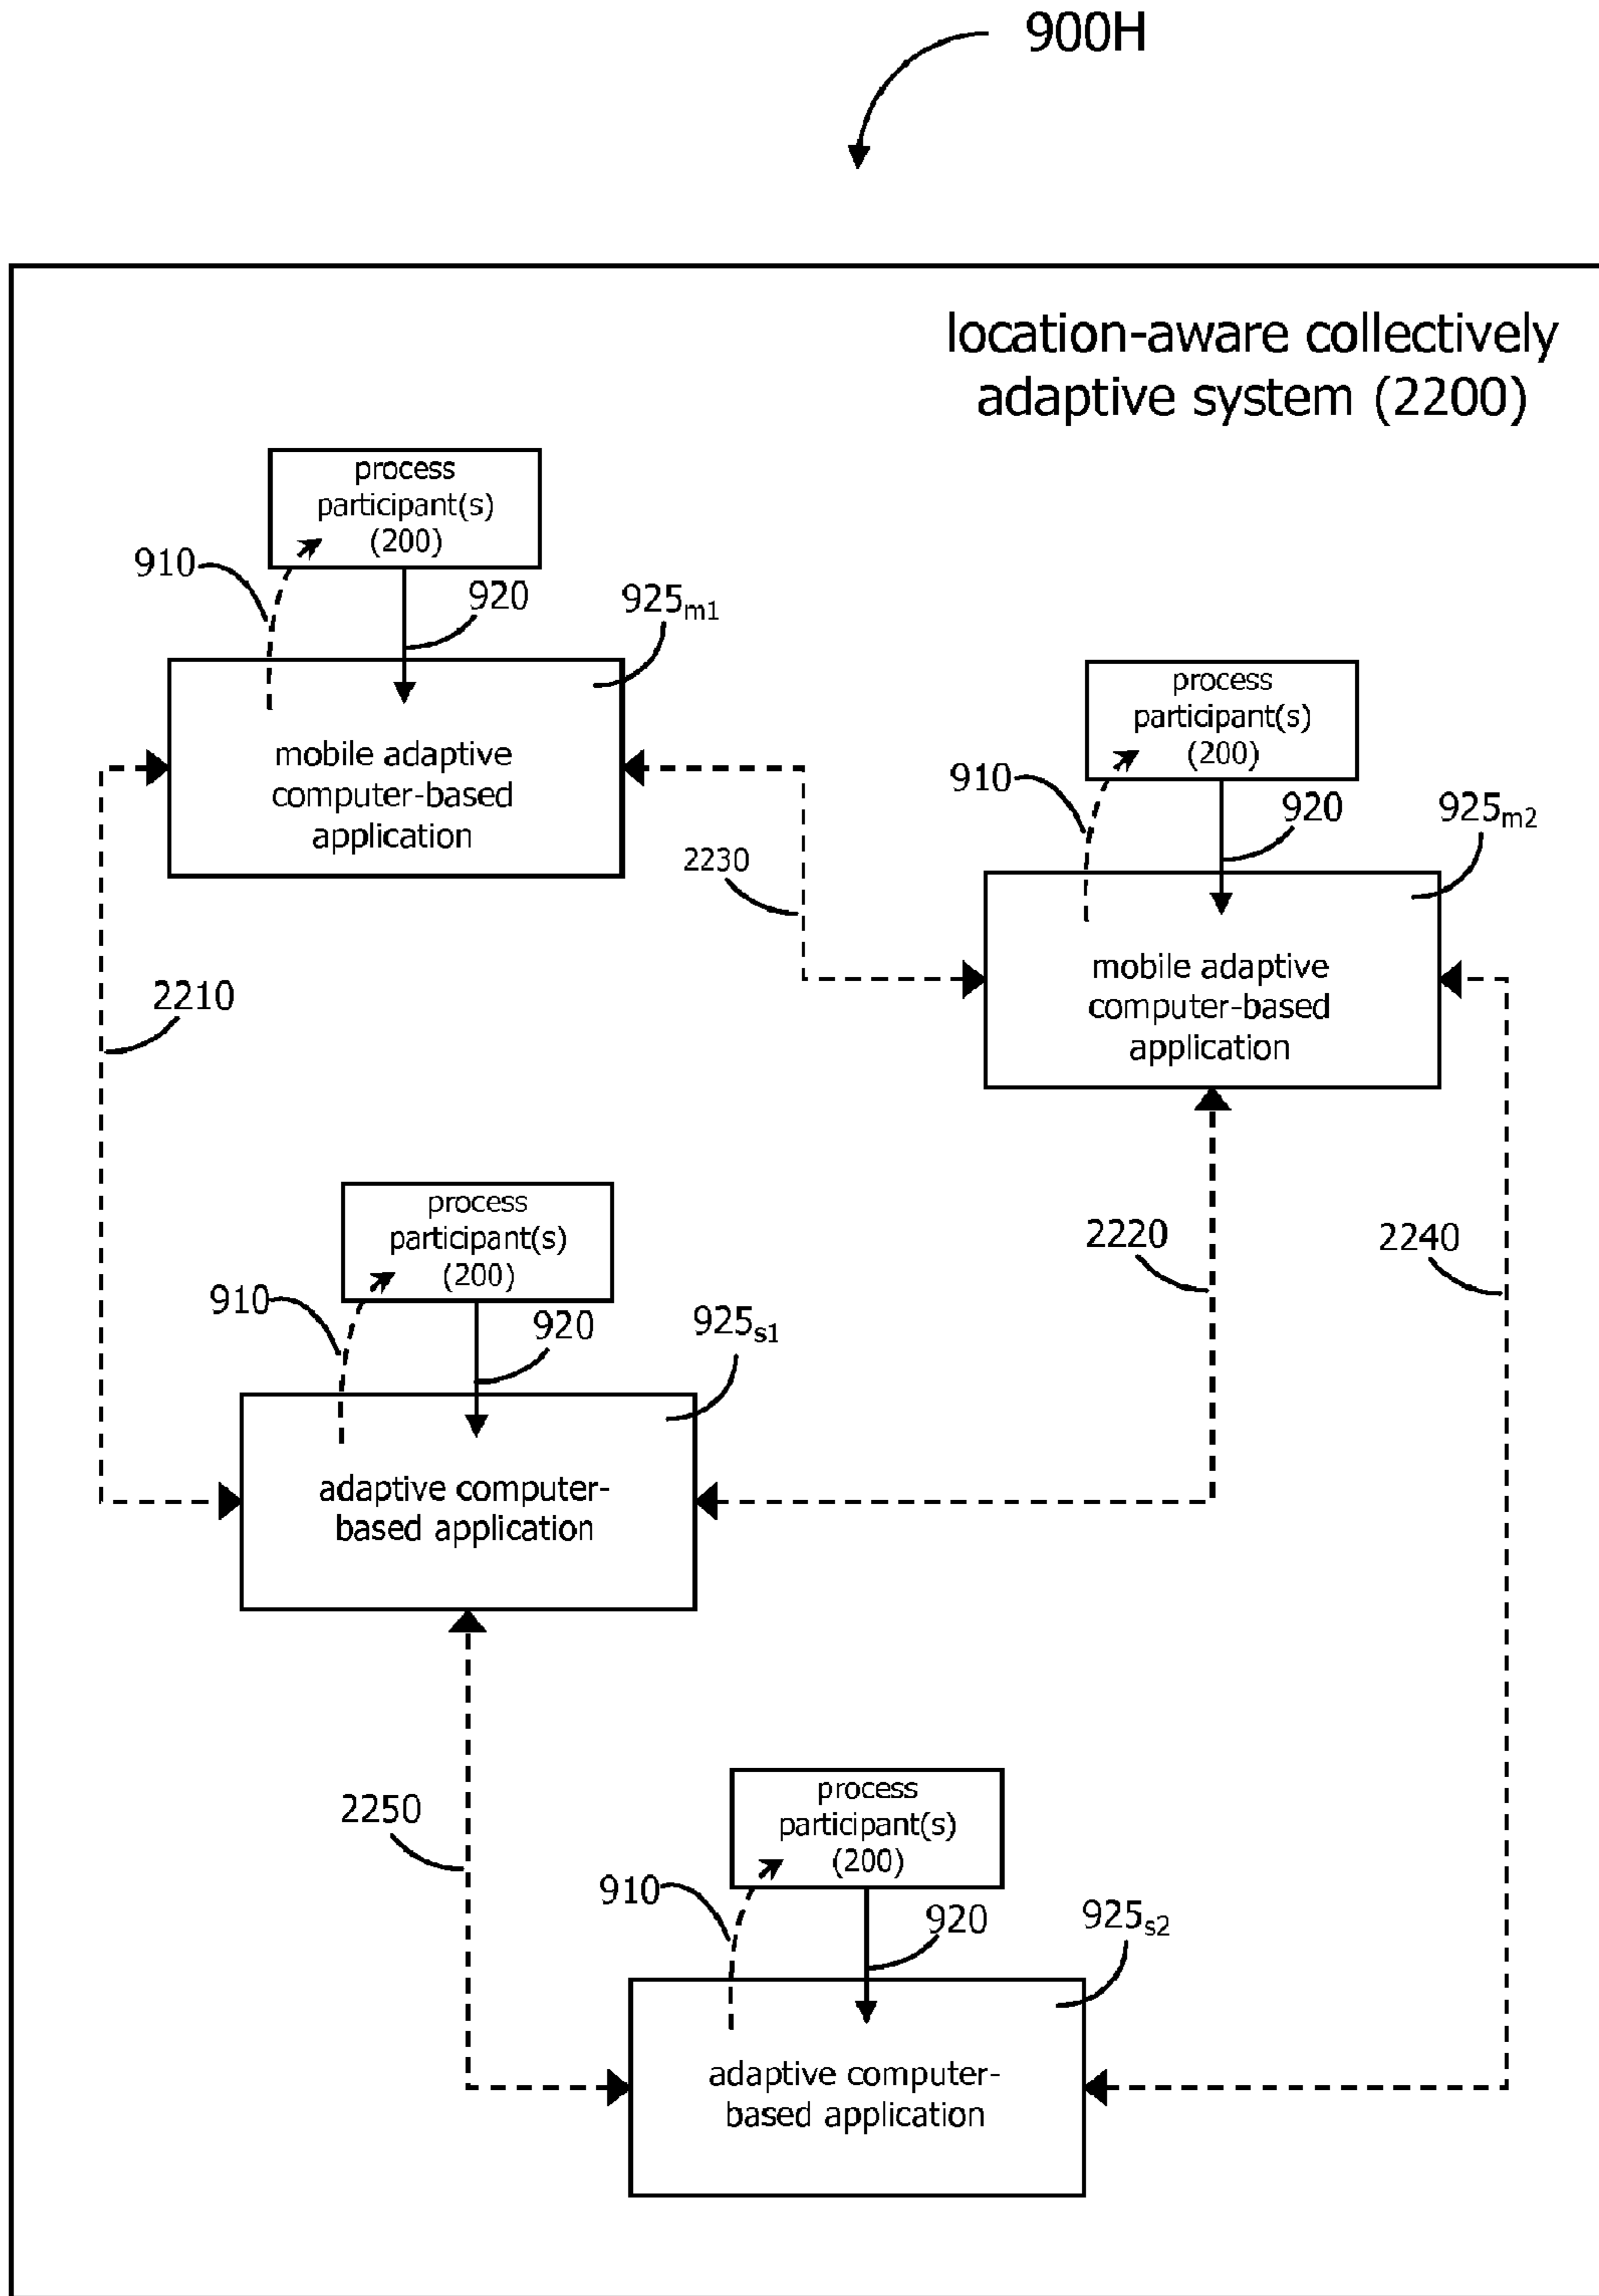 900H
location-aware collectively
adaptive system (2200)
process
participant(s)
(200)
910
920
925m1
mobile adaptive
computer-based
application
process
participant(s)
(200)
910
920
925m2
2230
mobile adaptive
computer-based
application
2210
process
participant(s)
(200)
2220
2240
910
920
925s1
adaptive computer-
based application
process
participant(s)
(200)
2250
910
920
925s2
adaptive computer-
based application